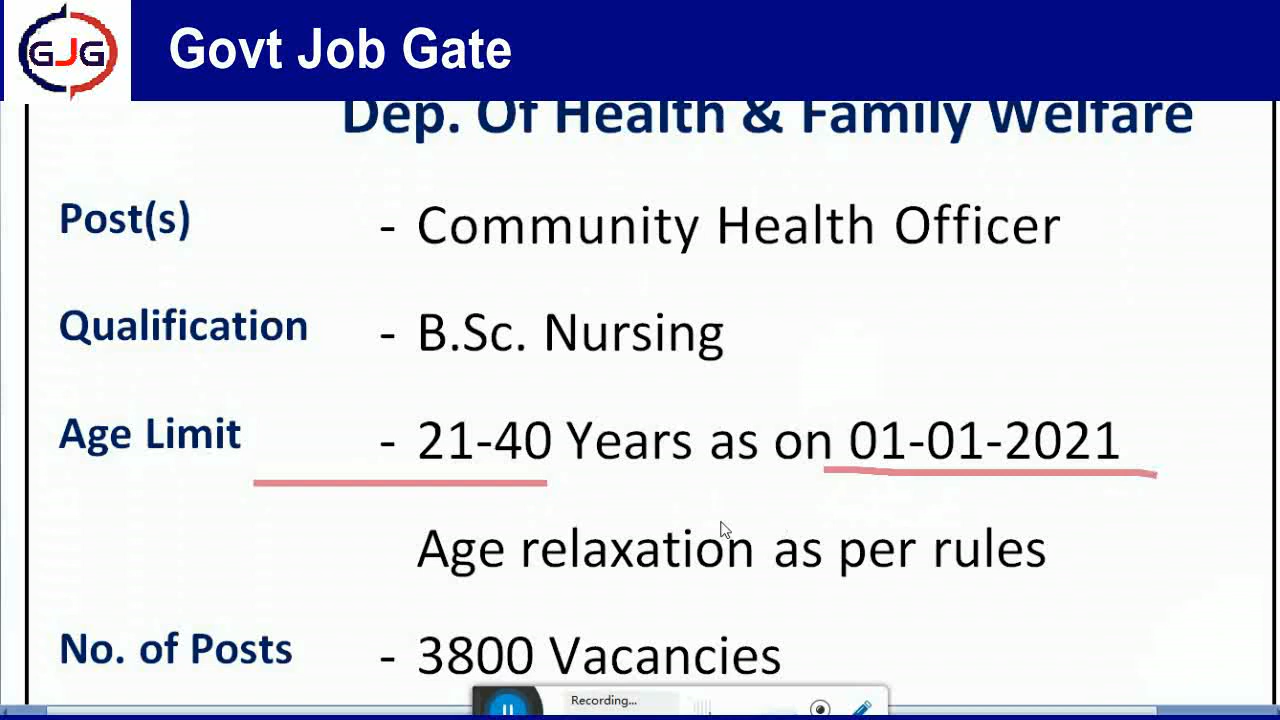 GJG Govt Job Gate
Dep. Of Health & Family Welfare
Post(s) - Community Health Officer
Qualification - B.Sc. Nursing
Age Limit - 21-40 Years as on 01-01-2021
Age relaxation as per rules
No. of Posts - 3800 Vacancies
Recording...